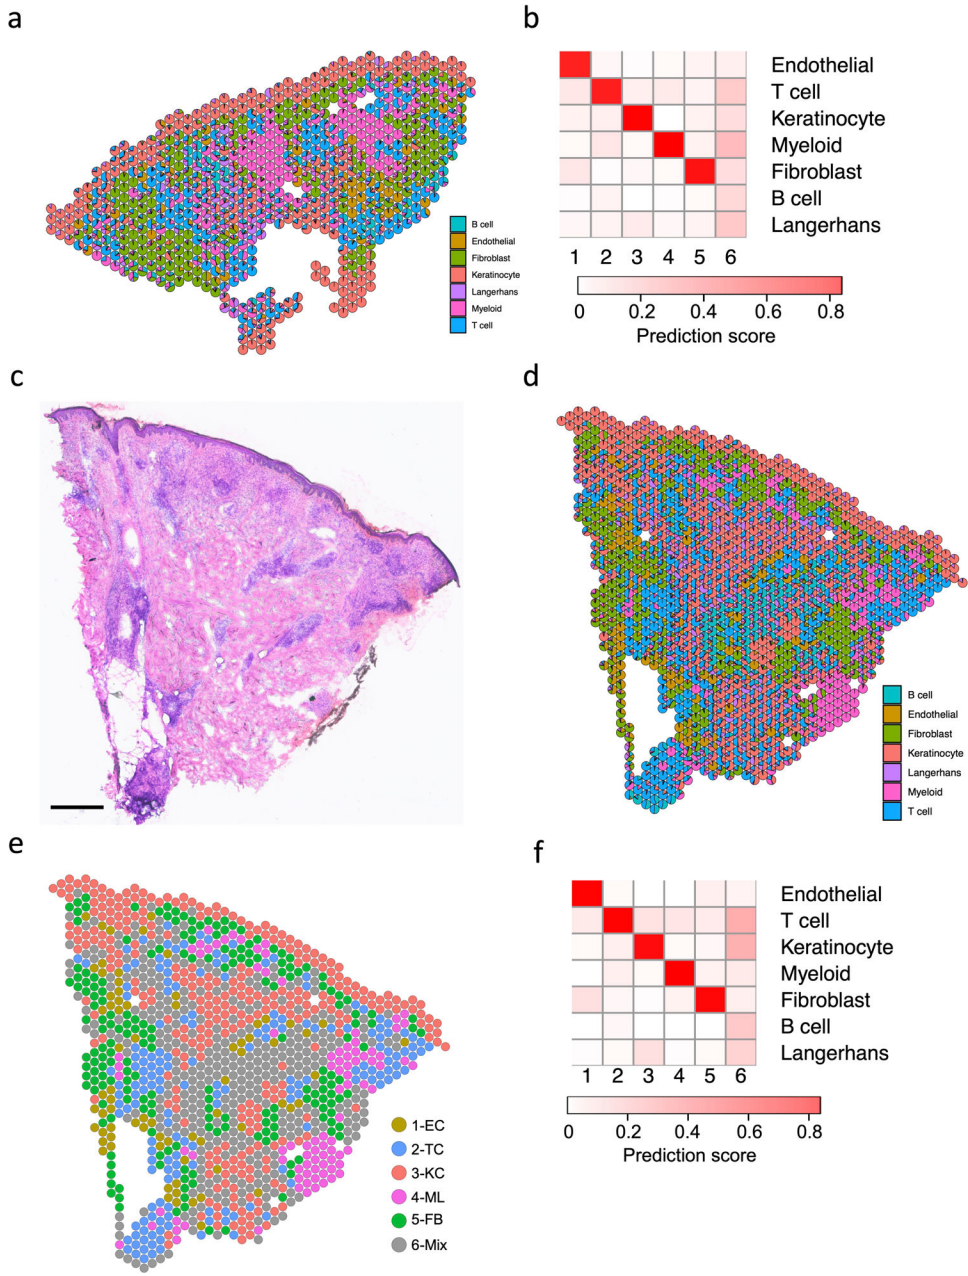 a
B cell
Endothelial
Fibroblast
Keratinocyte
Langerhans
Myeloid
T cell
b
Endothelial
T cell
Keratinocyte
Myeloid
Fibroblast
B cell
Langerhans
1 2 3 4 5 6
0 0.2 0.4 0.6 0.8
Prediction score
c
d
B cell
Endothelial
Fibroblast
Keratinocyte
Langerhans
Myeloid
T cell
e
1-EC
2-TC
3-KC
4-ML
5-FB
6-Mix
f
Endothelial
T cell
Keratinocyte
Myeloid
Fibroblast
B cell
Langerhans
1 2 3 4 5 6
0 0.2 0.4 0.6 0.8
Prediction score